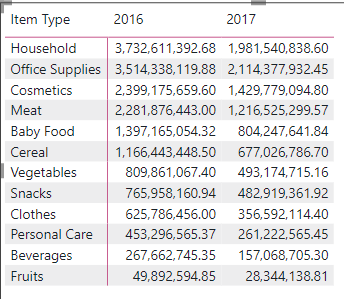 Item Type 2016 2017
Household 3,732,611,392.68 1,981,540,838.60
Office Supplies 3,514,338,119.88 2,114,377,932.45
Cosmetics 2,399,175,659.60 1,429,779,094.80
Meat 2,281,876,443.00 1,216,525,299.57
Baby Food 1,397,165,054.32 804,247,641.84
Cereal 1,166,443,448.50 677,026,786.70
Vegetables 809,861,067.40 493,174,715.16
Snacks 765,958,160.94 482,919,361.92
Clothes 625,786,456.00 356,592,114.40
Personal Care 453,296,565.37 261,222,565.45
Beverages 267,662,745.35 157,068,705.30
Fruits 49,892,594.85 28,344,138.81